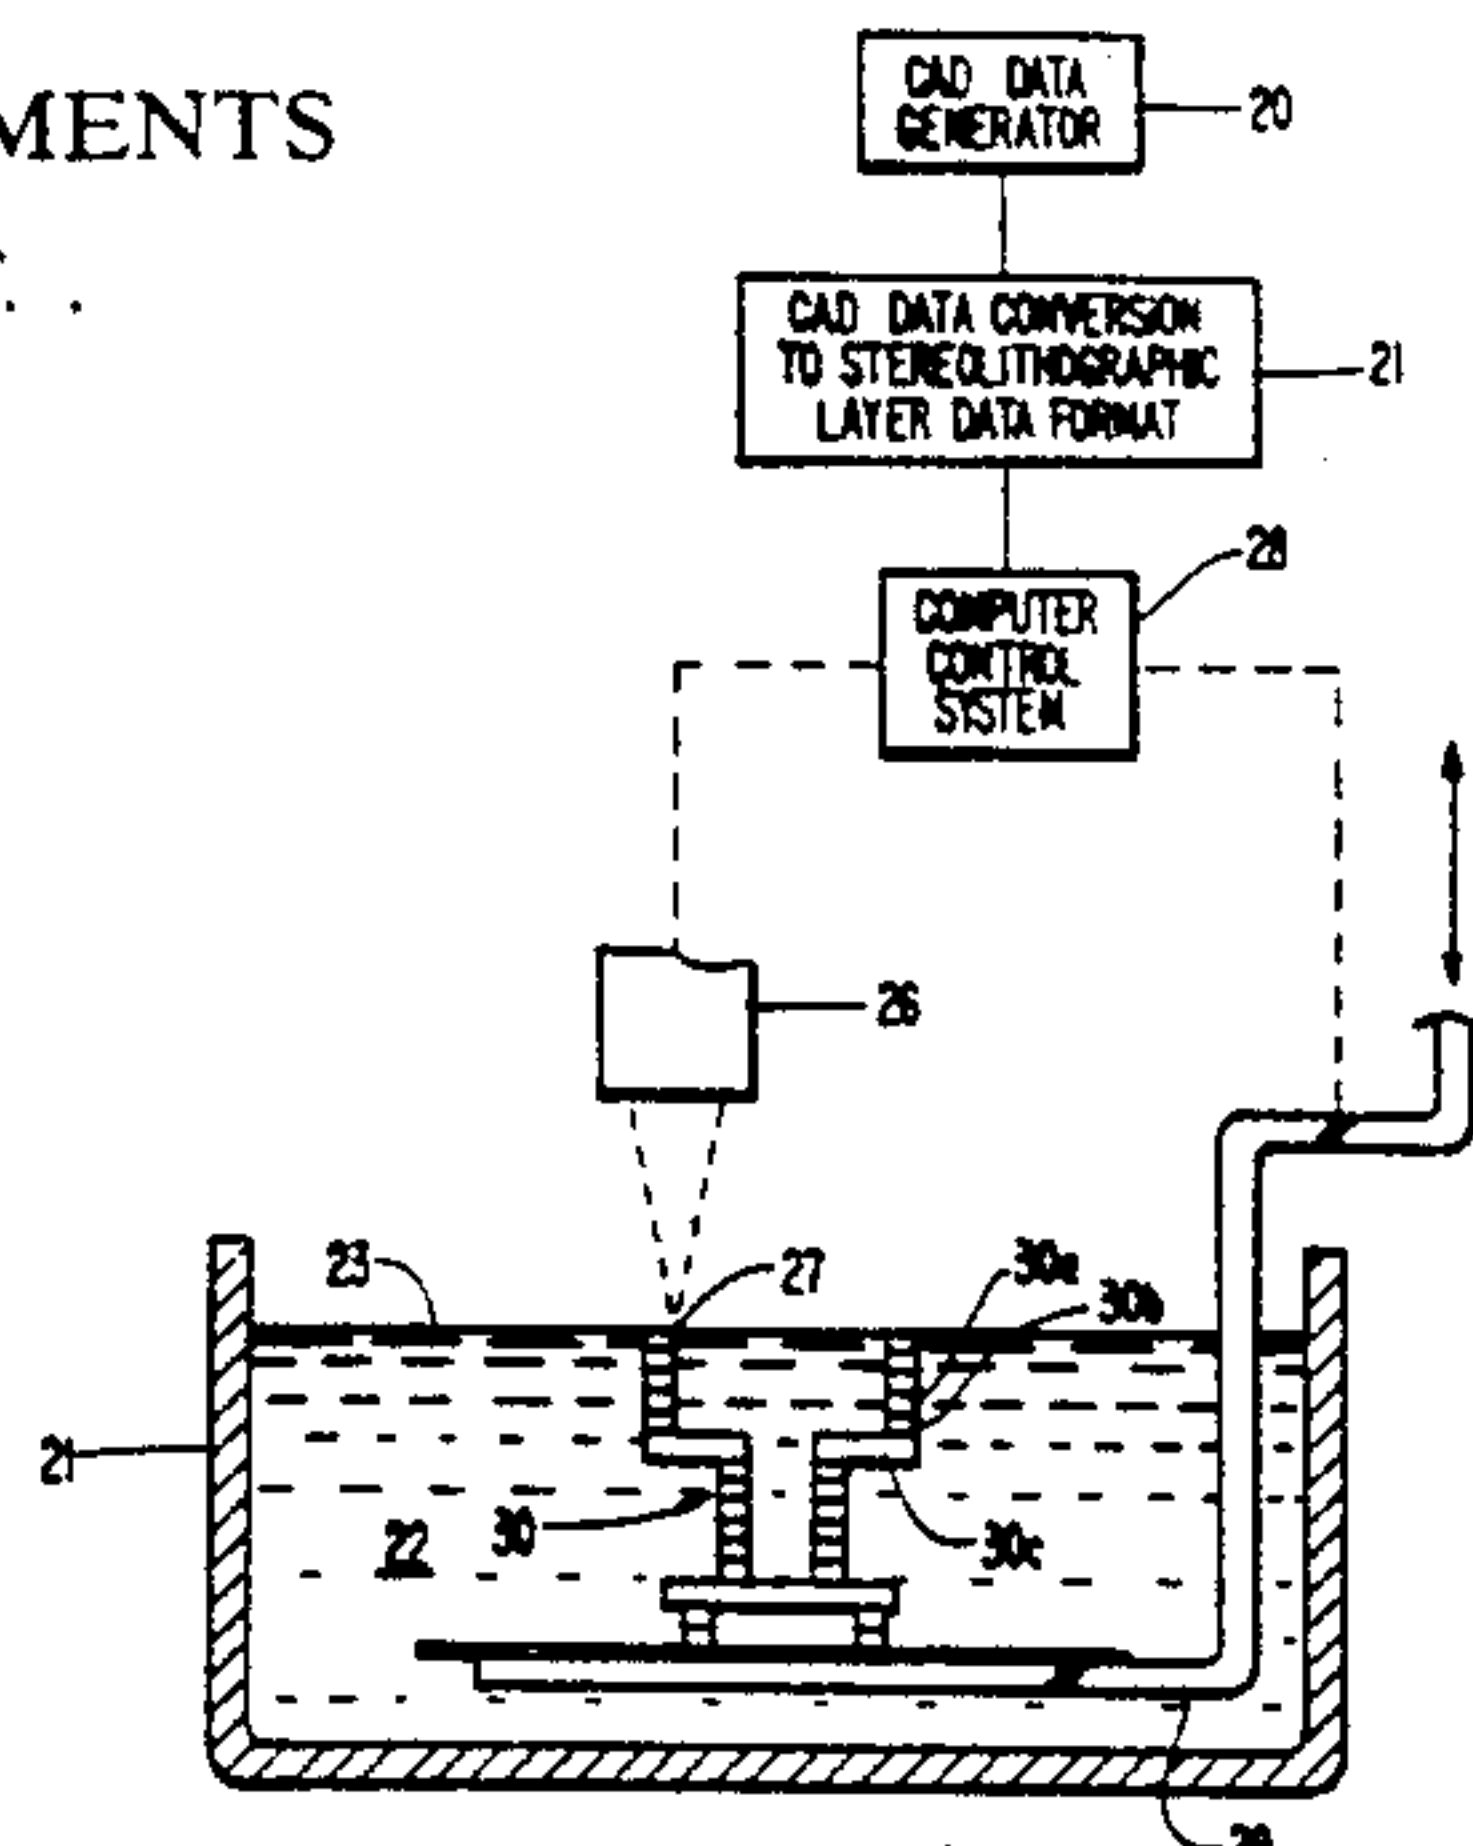 MENTS
CAD DATA
GENERATOR
20
CAD DATA CONVERSION
TO STEREOLITHOGRAPHIC
LAYER DATA FORMAT
21
28
COMPUTER
CONTROL
SYSTEM
26
23
27
30a
30b
21
22
30
30c